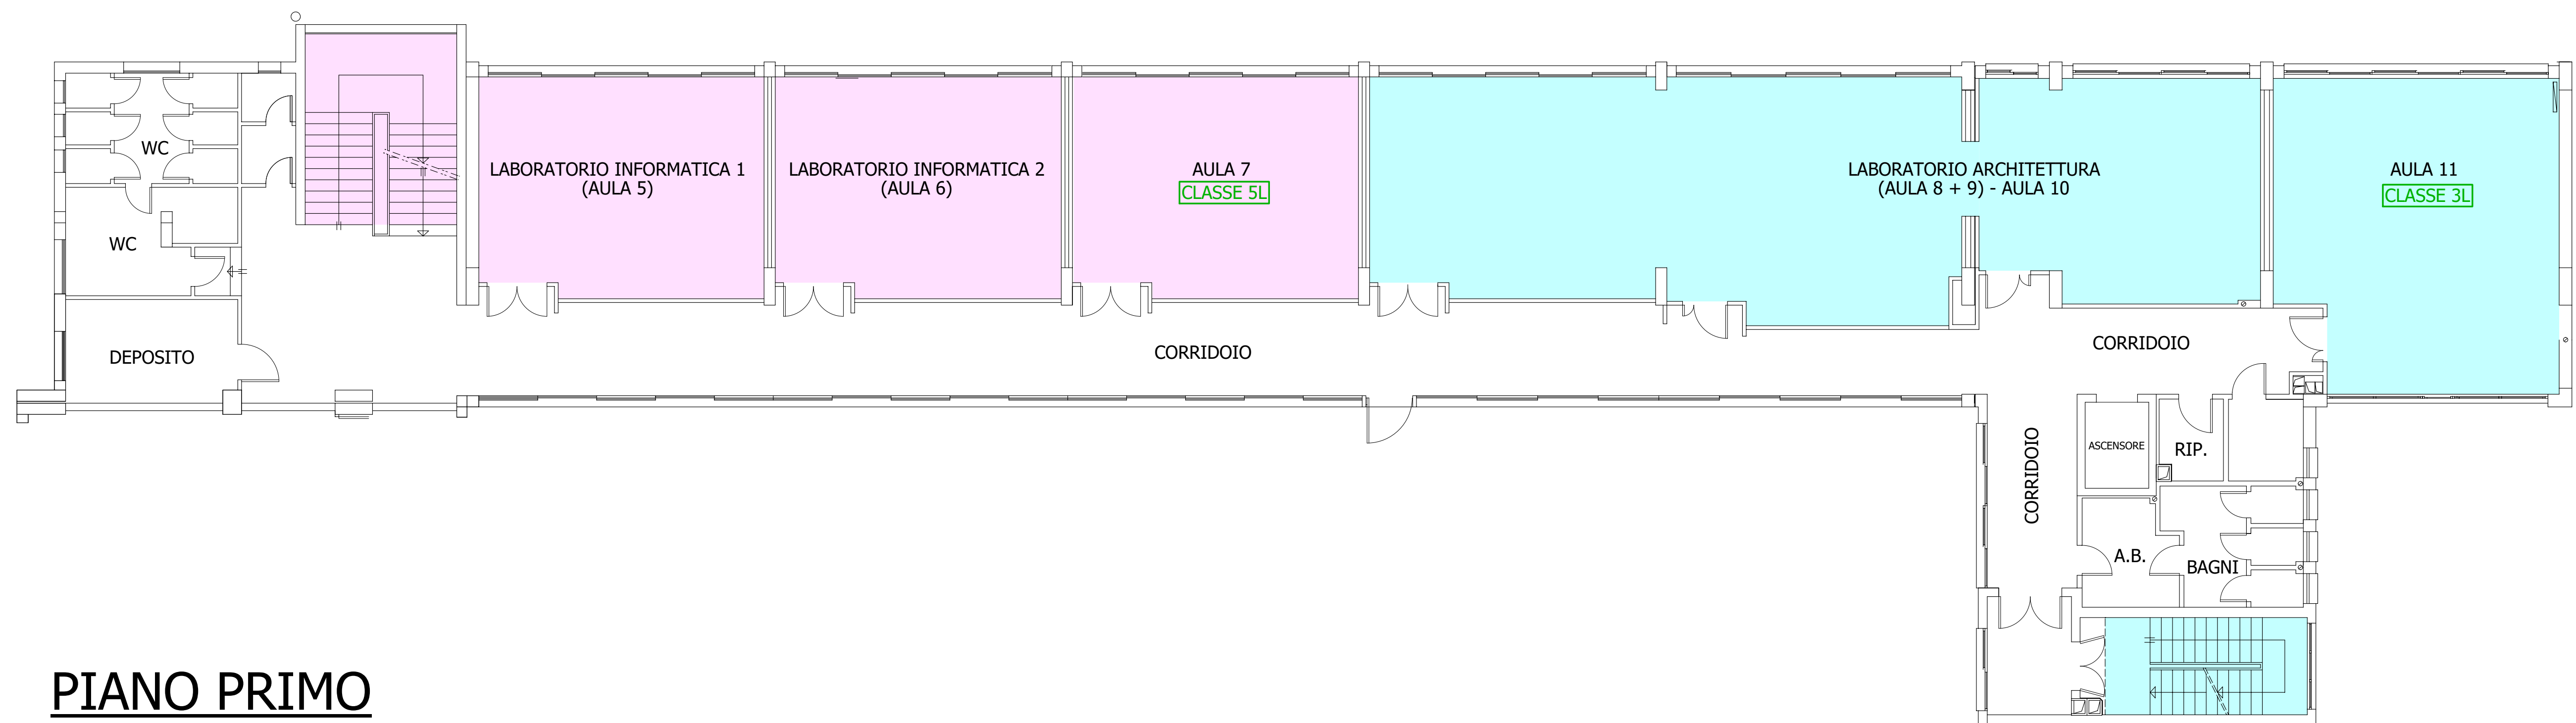 WC
WC
DEPOSITO
LABORATORIO INFORMATICA 1
(AULA 5)
LABORATORIO INFORMATICA 2
(AULA 6)
AULA 7
CLASSE 5L
LABORATORIO ARCHITETTURA
(AULA 8 + 9) - AULA 10
AULA 11
CLASSE 3L
CORRIDOIO
CORRIDOIO
CORRIDOIO
ASCENSORE
RIP.
A.B.
BAGNI
PIANO PRIMO